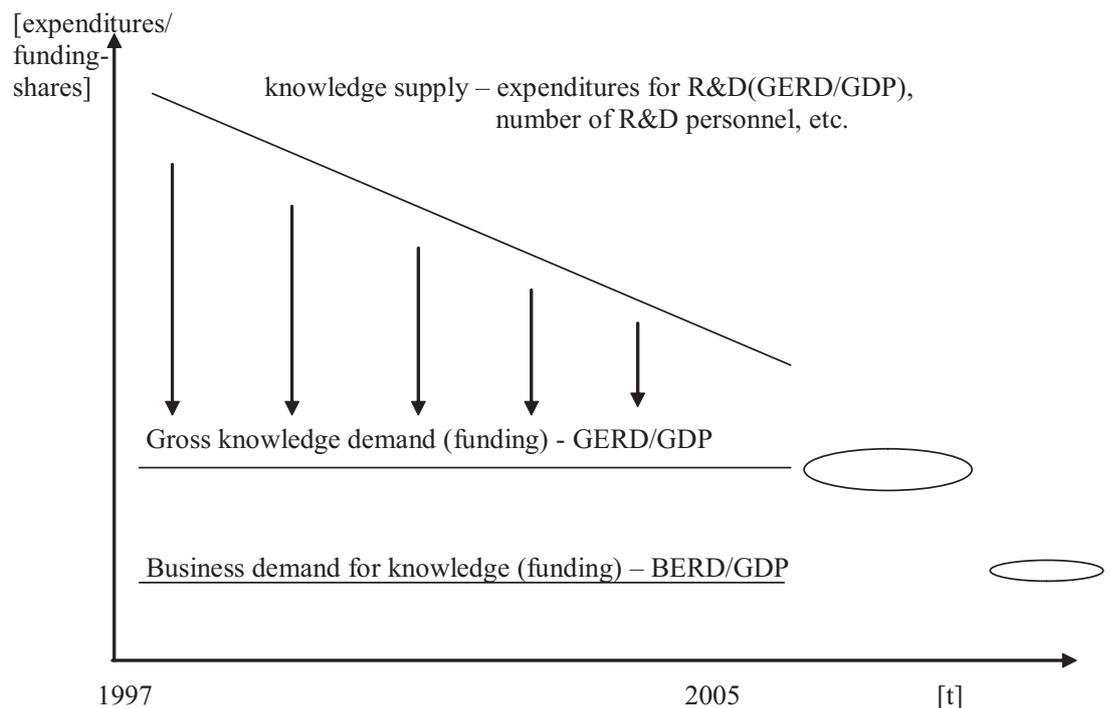 [expenditures/
funding-
shares]
knowledge supply – expenditures for R&D(GERD/GDP),
number of R&D personnel, etc.
Gross knowledge demand (funding) - GERD/GDP
Business demand for knowledge (funding) – BERD/GDP
1997 2005 [t]